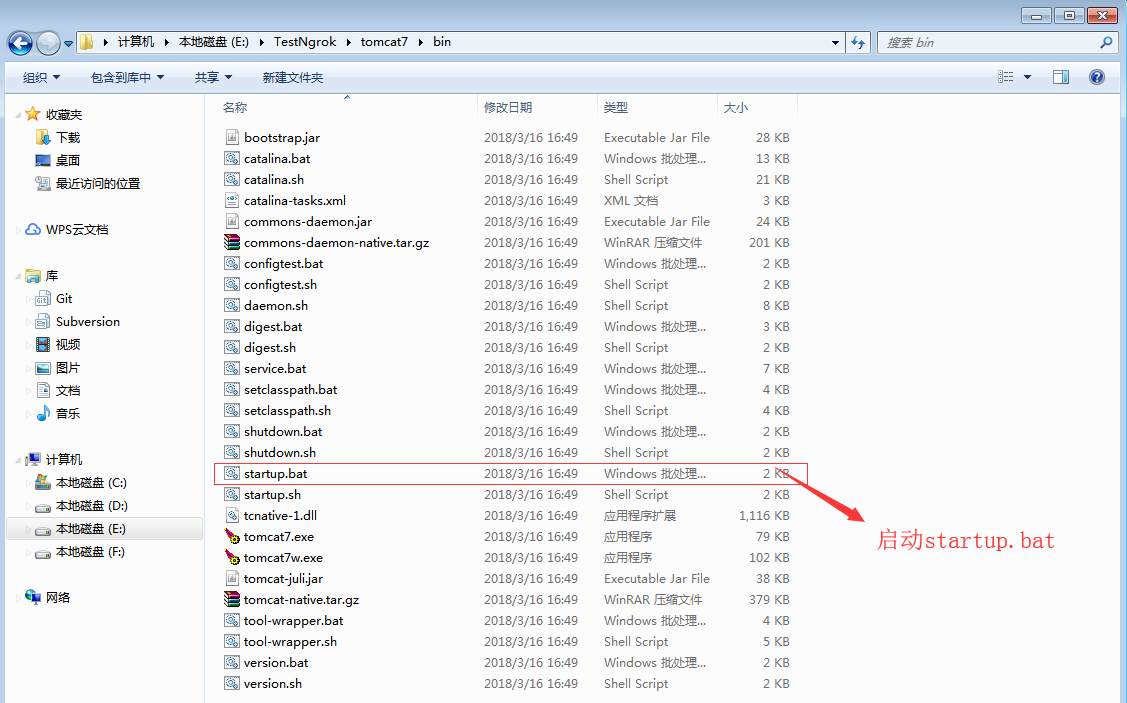 计算机 本地磁盘 (E:) TestNgrok tomcat7 bin 搜索 bin
组织 包含到库中 共享 新建文件夹
收藏夹
下载
桌面
最近访问的位置
WPS云文档
库
Git
Subversion
视频
图片
文档
音乐
计算机
本地磁盘 (C:)
本地磁盘 (D:)
本地磁盘 (E:)
本地磁盘 (F:)
网络
名称 修改日期 类型 大小
bootstrap.jar 2018/3/16 16:49 Executable Jar File 28 KB
catalina.bat 2018/3/16 16:49 Windows 批处理... 13 KB
catalina.sh 2018/3/16 16:49 Shell Script 21 KB
catalina-tasks.xml 2018/3/16 16:49 XML 文档 3 KB
commons-daemon.jar 2018/3/16 16:49 Executable Jar File 24 KB
commons-daemon-native.tar.gz 2018/3/16 16:49 WinRAR 压缩文件 201 KB
configtest.bat 2018/3/16 16:49 Windows 批处理... 2 KB
configtest.sh 2018/3/16 16:49 Shell Script 2 KB
daemon.sh 2018/3/16 16:49 Shell Script 8 KB
digest.bat 2018/3/16 16:49 Windows 批处理... 3 KB
digest.sh 2018/3/16 16:49 Shell Script 2 KB
service.bat 2018/3/16 16:49 Windows 批处理... 7 KB
setclasspath.bat 2018/3/16 16:49 Windows 批处理... 4 KB
setclasspath.sh 2018/3/16 16:49 Shell Script 4 KB
shutdown.bat 2018/3/16 16:49 Windows 批处理... 2 KB
shutdown.sh 2018/3/16 16:49 Shell Script 2 KB
startup.bat 2018/3/16 16:49 Windows 批处理... 2 KB
startup.sh 2018/3/16 16:49 Shell Script 2 KB
tcnative-1.dll 2018/3/16 16:49 应用程序扩展 1,116 KB
tomcat7.exe 2018/3/16 16:49 应用程序 79 KB
tomcat7w.exe 2018/3/16 16:49 应用程序 102 KB
tomcat-juli.jar 2018/3/16 16:49 Executable Jar File 38 KB
tomcat-native.tar.gz 2018/3/16 16:49 WinRAR 压缩文件 379 KB
tool-wrapper.bat 2018/3/16 16:49 Windows 批处理... 4 KB
tool-wrapper.sh 2018/3/16 16:49 Shell Script 5 KB
version.bat 2018/3/16 16:49 Windows 批处理... 2 KB
version.sh 2018/3/16 16:49 Shell Script 2 KB
启动startup.bat